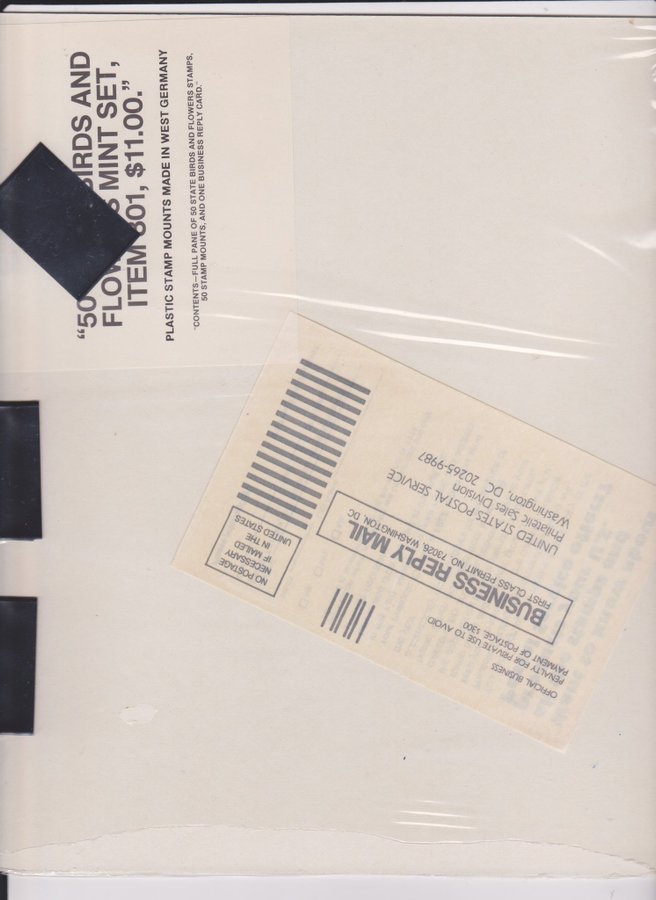 "50 BIRDS AND
FLOW S MINT SET,
ITEM 801, $11.00."
PLASTIC STAMP MOUNTS MADE IN WEST GERMANY
"CONTENTS—FULL PANE OF 50 STATE BIRDS AND FLOWERS STAMPS,
50 STAMP MOUNTS, AND ONE BUSINESS REPLY CARD."
OFFICIAL BUSINESS
PENALTY FOR PRIVATE USE TO AVOID
PAYMENT OF POSTAGE, $300
NO POSTAGE
NECESSARY
IF MAILED
IN THE
UNITED STATES
BUSINESS REPLY MAIL
FIRST CLASS PERMIT NO. 73026, WASHINGTON, DC
UNITED STATES POSTAL SERVICE
Philatelic Sales Division
Washington, DC 20265-9987